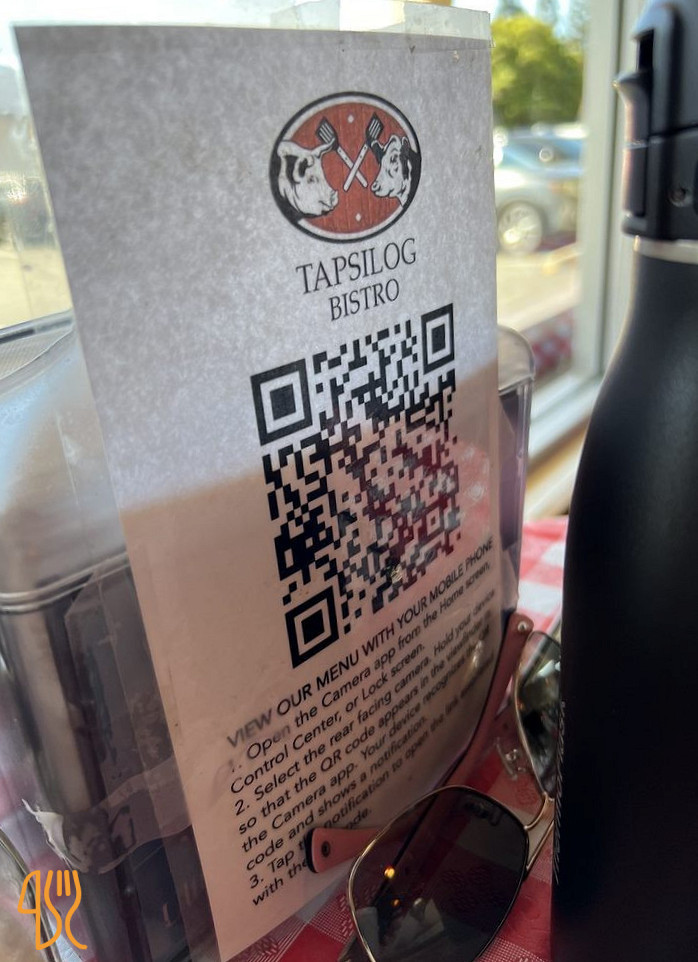 TAPSILOG
BISTRO
VIEW OUR MENU WITH YOUR MOBILE PHONE
1. Open the Camera app from the Home screen,
Control Center, or Lock screen.
2. Select the rear facing camera. Hold your device
so that the QR code appears in the viewfinder in
the Camera app. Your device recognizes the QR
code and shows a notification.
3. Tap the notification to open the link
with the code.